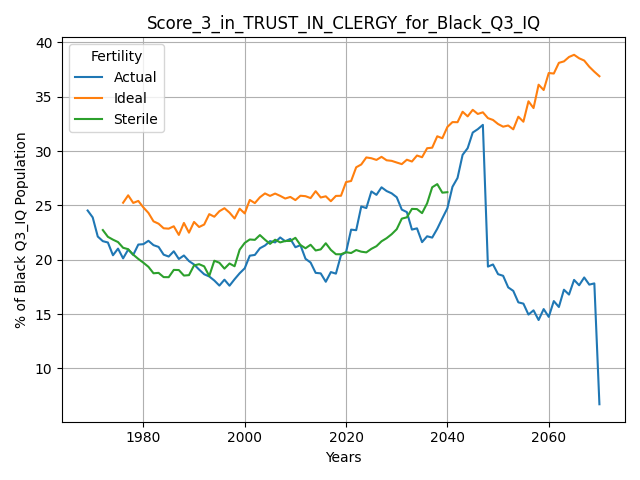 Score_3_in_TRUST_IN_CLERGY_for_Black_Q3_IQ
% of Black Q3_IQ Population
40
35
30
25
20
15
10
Fertility
Actual
Ideal
Sterile
1980
2000
2020
2040
2060
Years